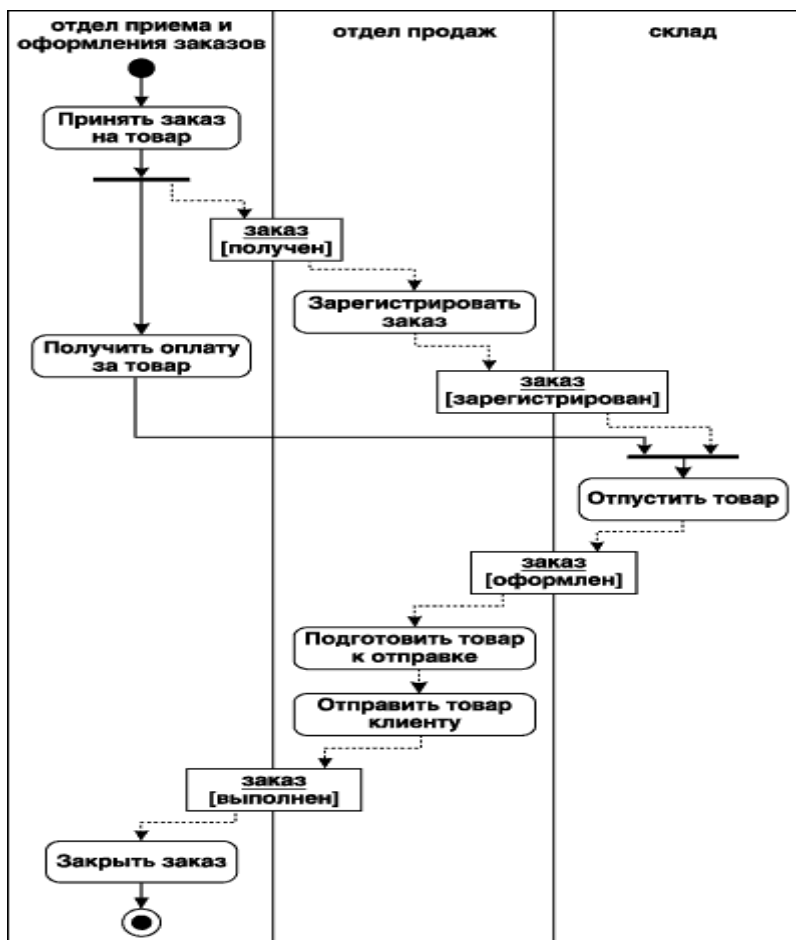 отдел приема и
оформления заказов
отдел продаж
склад
Принять заказ
на товар
заказ
[получен]
Зарегистрировать
заказ
Получить оплату
за товар
заказ
[зарегистрирован]
Отпустить товар
заказ
[оформлен]
Подготовить товар
к отправке
Отправить товар
клиенту
заказ
[выполнен]
Закрыть заказ